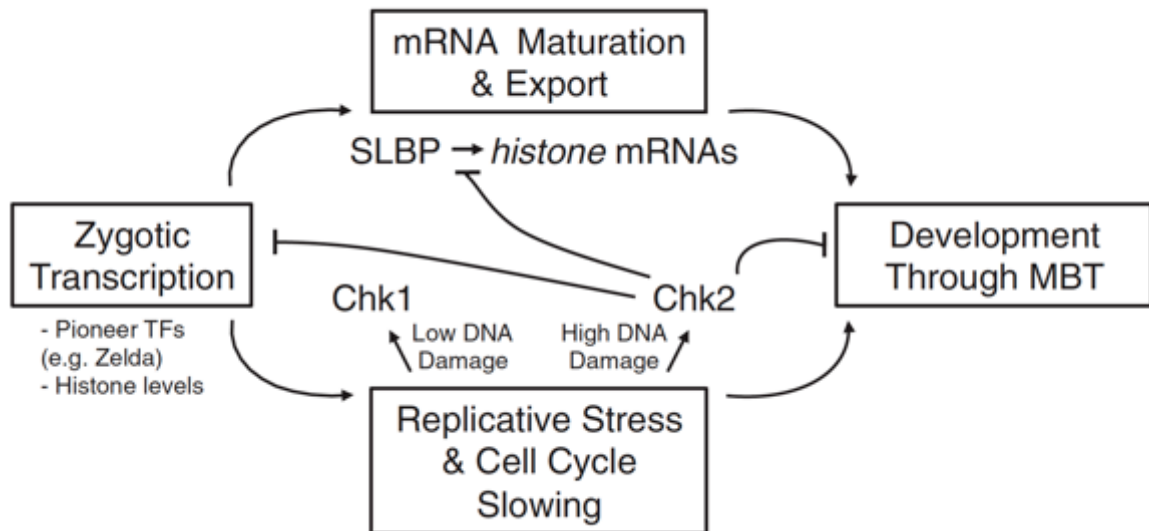 mRNA Maturation
& Export
SLBP → histone mRNAs
Zygotic
Transcription
- Pioneer TFs
(e.g. Zelda)
- Histone levels
Chk1
Chk2
Low DNA
Damage
High DNA
Damage
Development
Through MBT
Replicative Stress
& Cell Cycle
Slowing